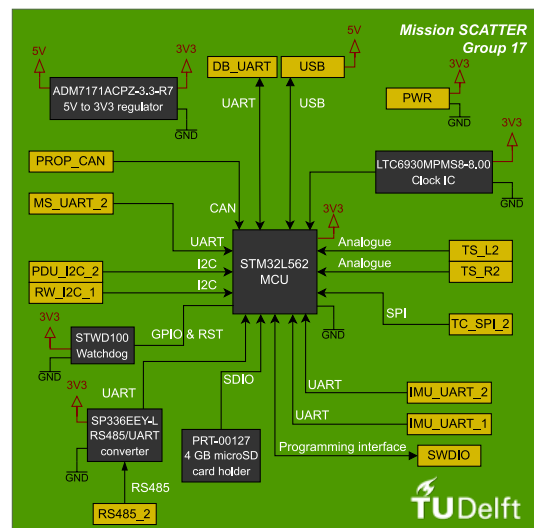 Mission SCATTER
Group 17
5V
3V3
ADM7171ACPZ-3.3-R7
5V to 3V3 regulator
GND
DB_UART
USB
5V
UART
USB
3V3
PWR
GND
PROP_CAN
CAN
3V3
LTC6930MPMS8-8.00
Clock IC
GND
MS_UART_2
UART
3V3
STM32L562
MCU
GND
Analogue
TS_L2
Analogue
TS_R2
PDU_I2C_2
I2C
RW_I2C_1
I2C
SPI
TC_SPI_2
3V3
STWD100
Watchdog
GND
GPIO & RST
UART
SDIO
3V3
SP336EEY-L
RS485/UART
converter
GND
RS485
RS485_2
PRT-00127
4 GB microSD
card holder
UART
IMU_UART_2
UART
IMU_UART_1
Programming interface
SWDIO
TUDelft